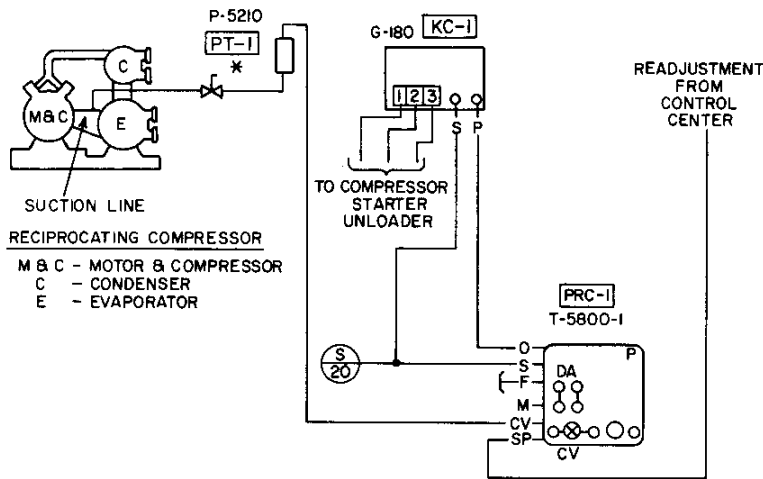 P-5210
PT-1
*
C
M & C
E
SUCTION LINE
RECIPROCATING COMPRESSOR
M & C - MOTOR & COMPRESSOR
C - CONDENSER
E - EVAPORATOR
G-180
KC-1
1 2 3
S P
TO COMPRESSOR
STARTER
UNLOADER
READJUSTMENT
FROM
CONTROL
CENTER
PRC-1
T-5800-1
S
20
O
S
F
M
CV
SP
P
DA
CV